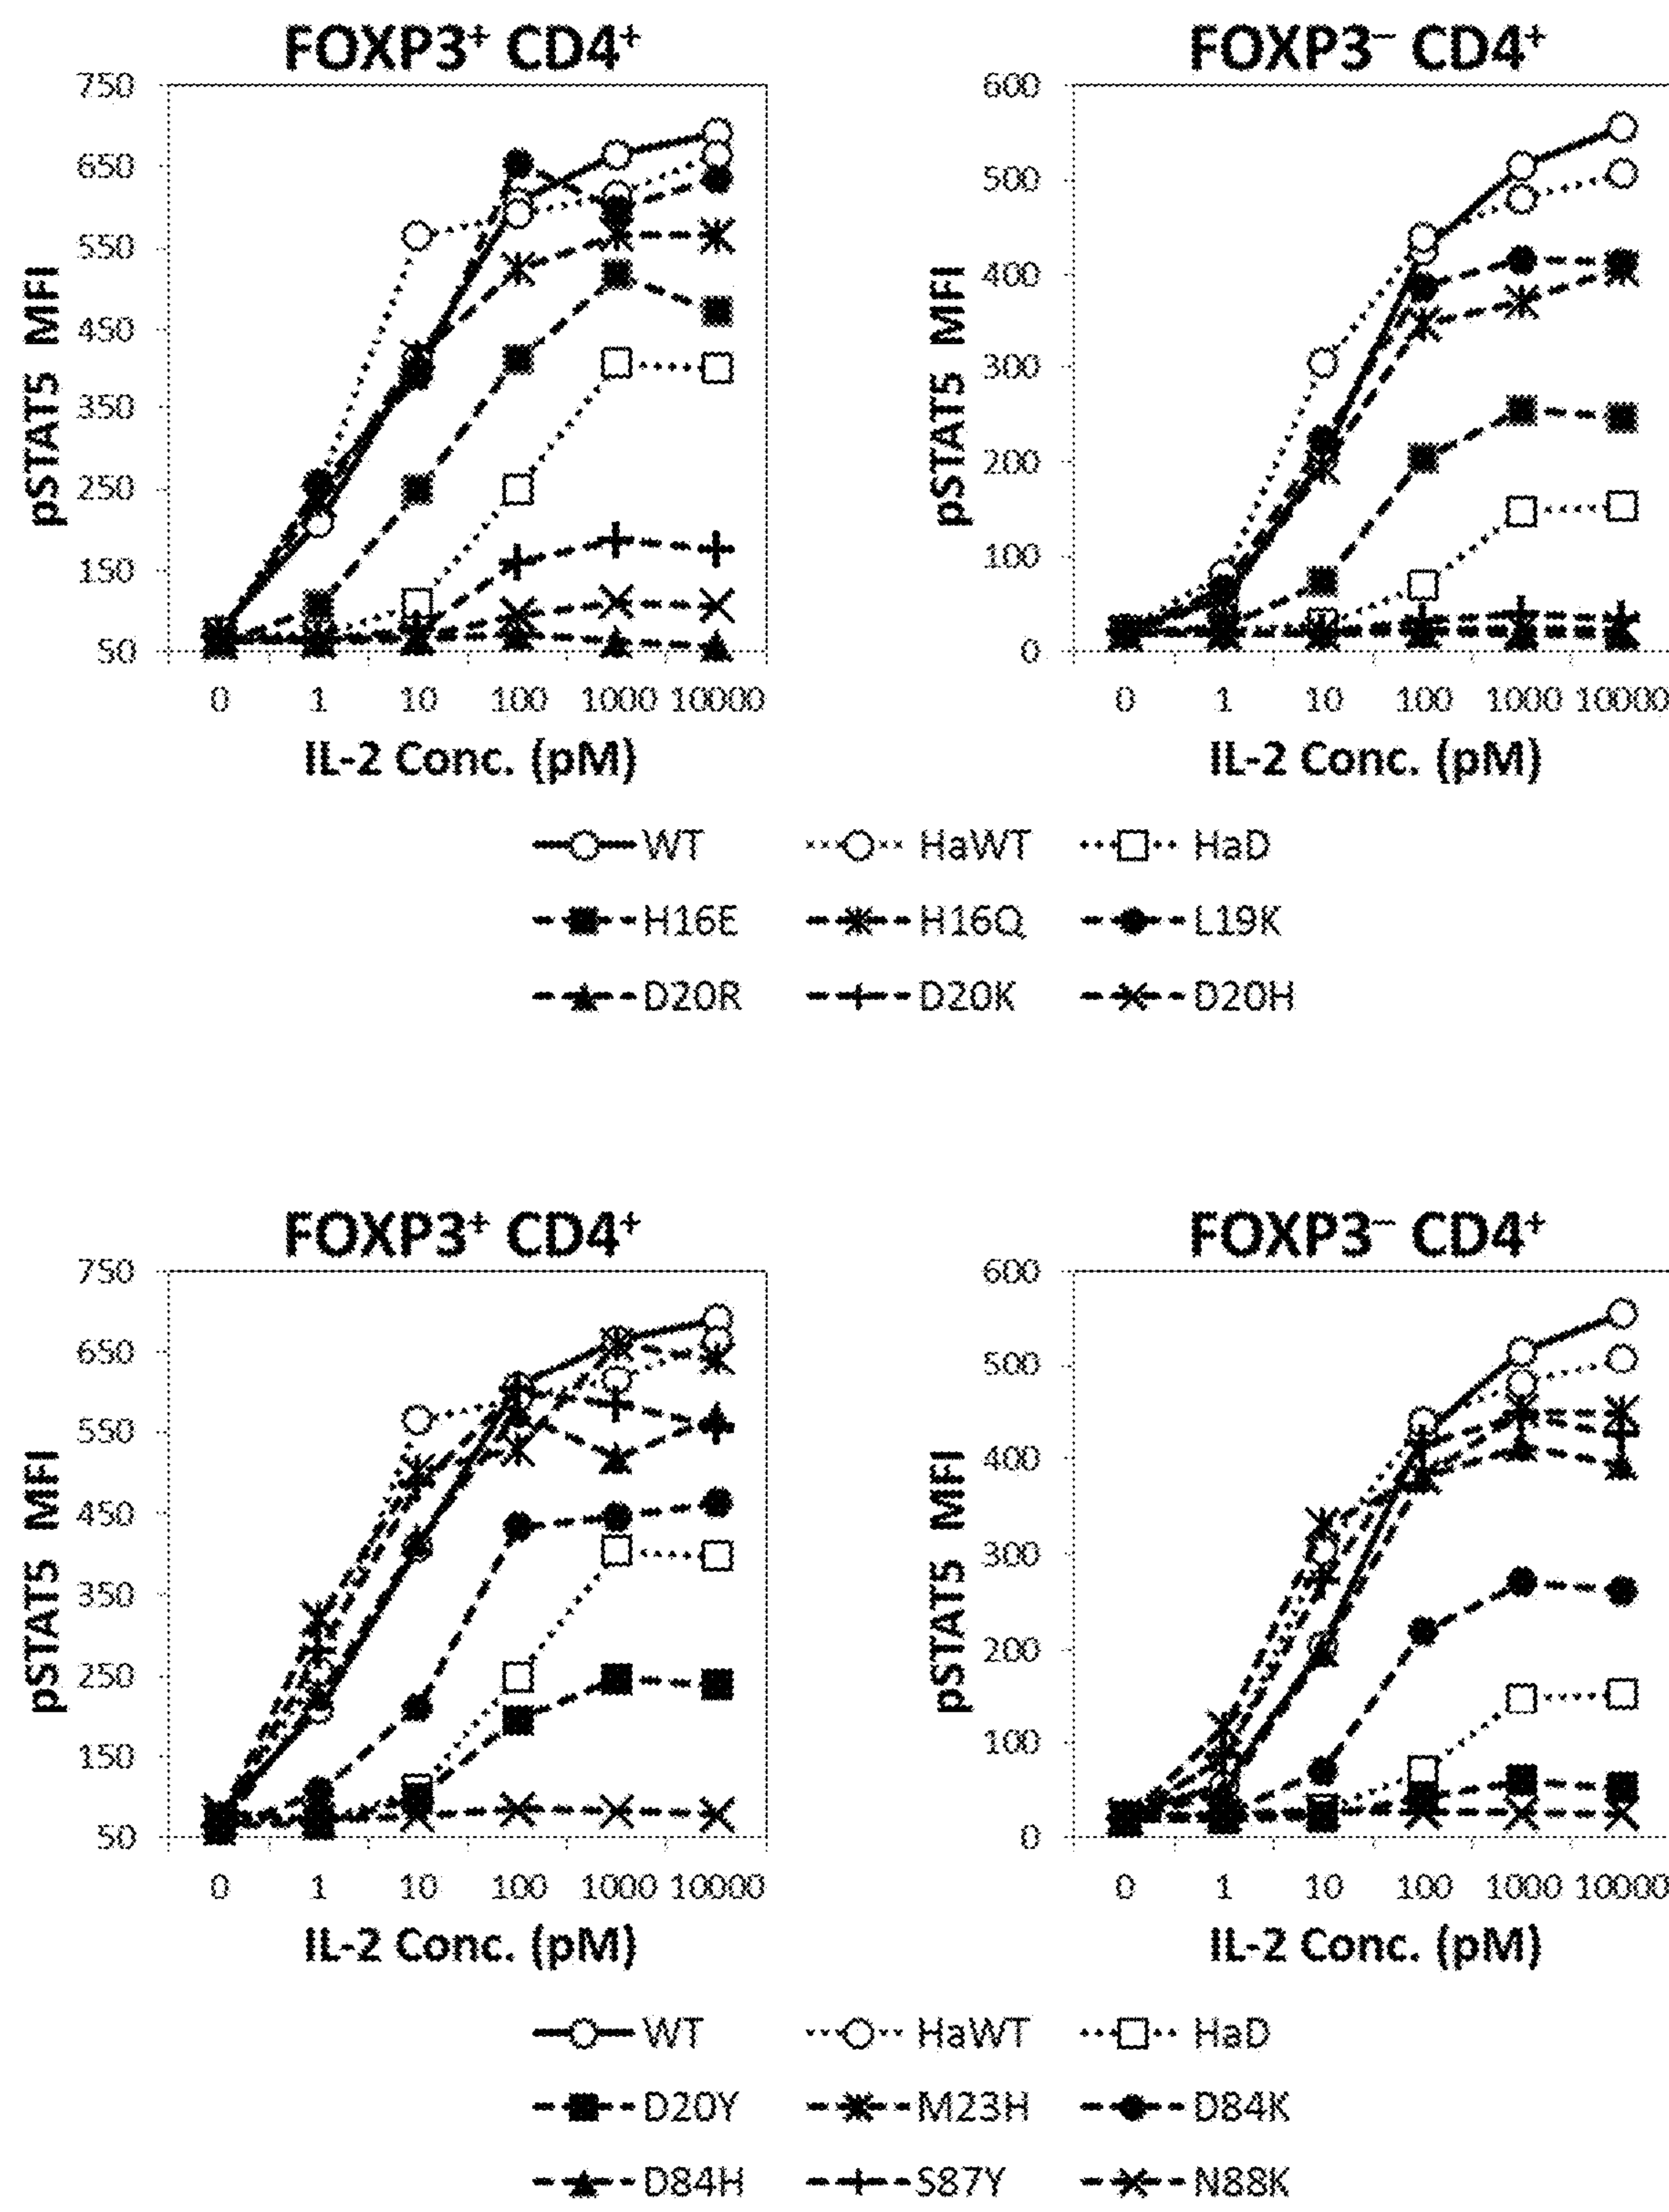 FOXP3⁺ CD4⁺
FOXP3⁻ CD4⁺
750
650
550
450
350
250
150
50
pSTAT5 MFI
0 1 10 100 1000 10000
IL-2 Conc. (pM)
600
500
400
300
200
100
0
pSTAT5 MFI
0 1 10 100 1000 10000
IL-2 Conc. (pM)
WT HaWT HaD
H16E H16Q L19K
D20R D20K D20H
FOXP3⁺ CD4⁺
FOXP3⁻ CD4⁺
750
650
550
450
350
250
150
50
pSTAT5 MFI
0 1 10 100 1000 10000
IL-2 Conc. (pM)
600
500
400
300
200
100
0
pSTAT5 MFI
0 1 10 100 1000 10000
IL-2 Conc. (pM)
WT HaWT HaD
D20Y M23H D84K
D84H S87Y N88K